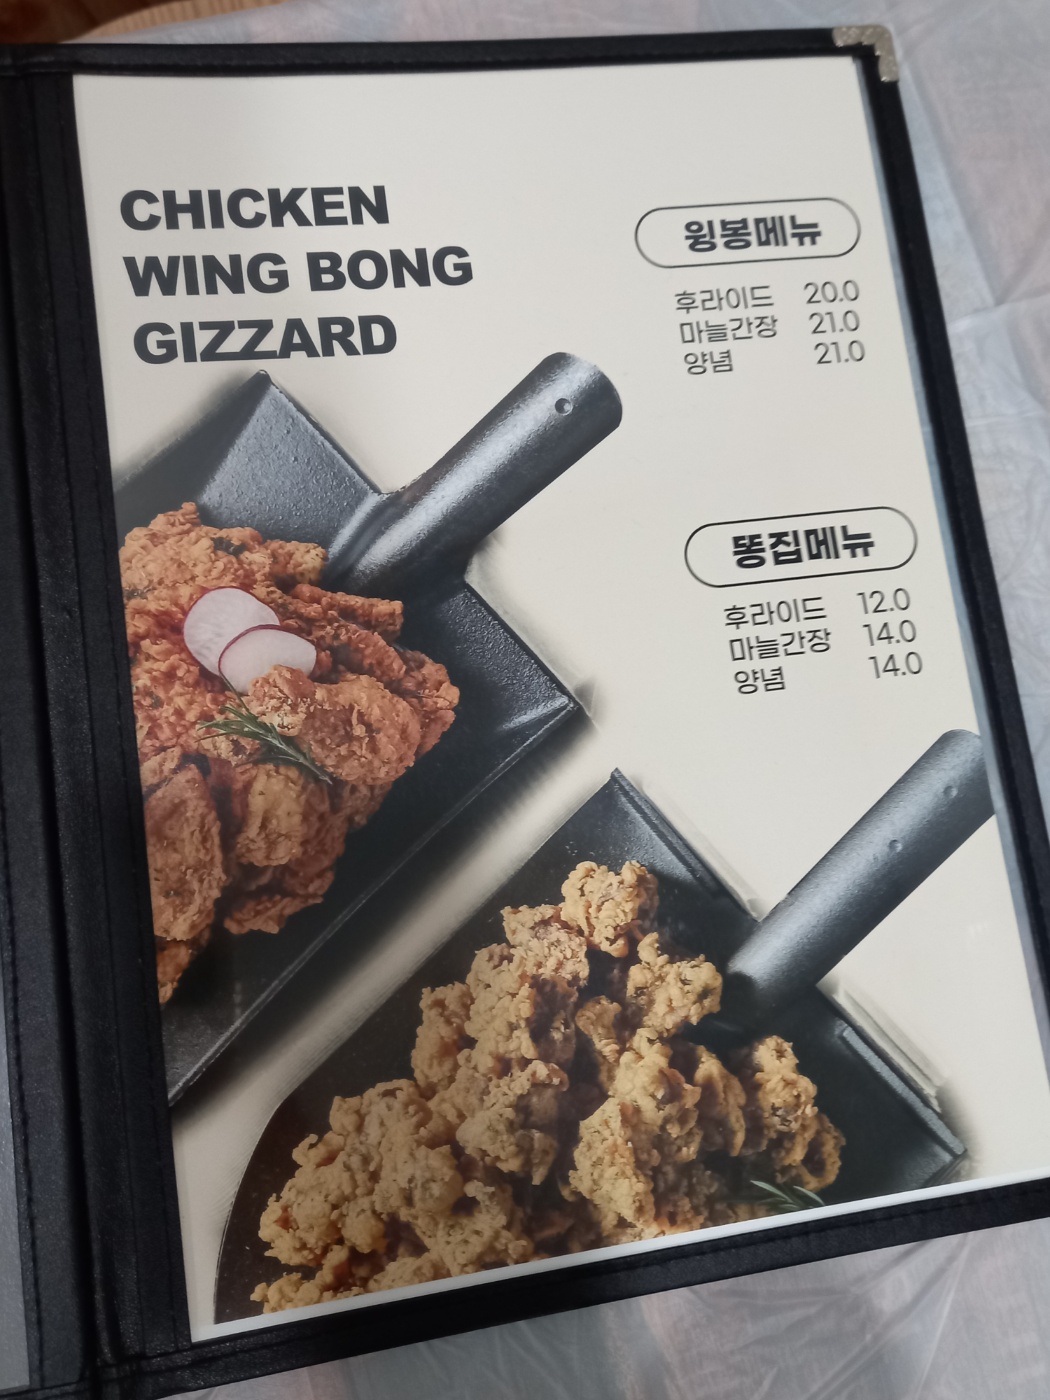 CHICKEN
WING BONG
GIZZARD
윙봉메뉴
후라이드 20.0
마늘간장 21.0
양념 21.0
똥집메뉴
후라이드 12.0
마늘간장 14.0
양념 14.0